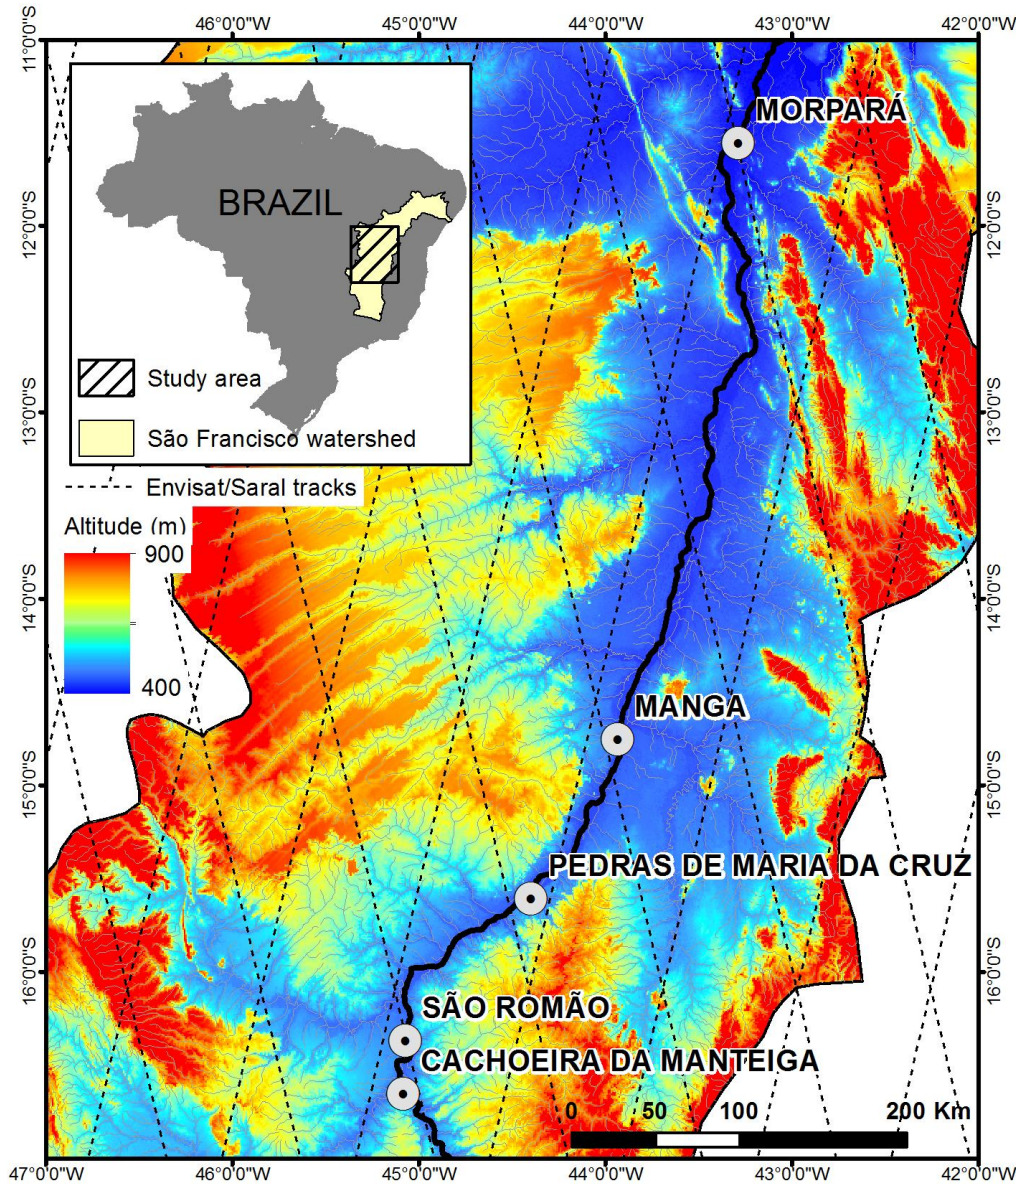 46°0'0"W 45°0'0"W 44°0'0"W 43°0'0"W 42°0'0"W
11°0'0"S
MORPARÁ
BRAZIL
12°0'0"S 12°0'0"S
Study area
13°0'0"S 13°0'0"S
São Francisco watershed
Envisat/Saral tracks
Altitude (m)
900
14°0'0"S 14°0'0"S
400
MANGA
15°0'0"S 15°0'0"S
PEDRAS DE MARIA DA CRUZ
16°0'0"S 16°0'0"S
SÃO ROMÃO
CACHOEIRA DA MANTEIGA
0 50 100 200 Km
47°0'0"W 46°0'0"W 45°0'0"W 44°0'0"W 43°0'0"W 42°0'0"W